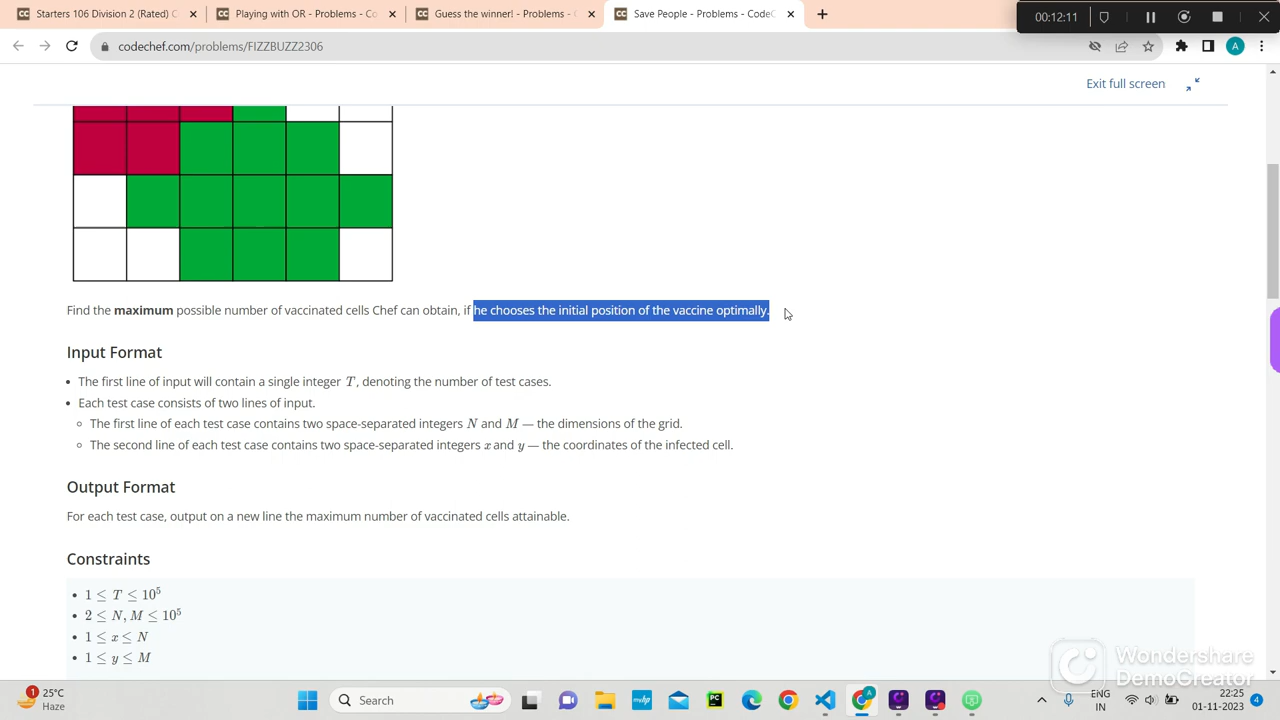 Starters 106 Division 2 (Rated) C
Playing with OR - Problems - Co
Guess the winner! - Problems - C
Save People - Problems - CodeC
00:12:11
codechef.com/problems/FIZZBUZZ2306
A
Exit full screen
Find the maximum possible number of vaccinated cells Chef can obtain, if he chooses the initial position of the vaccine optimally.
Input Format
• The first line of input will contain a single integer T, denoting the number of test cases.
• Each test case consists of two lines of input.
◦ The first line of each test case contains two space-separated integers N and M — the dimensions of the grid.
◦ The second line of each test case contains two space-separated integers x and y — the coordinates of the infected cell.
Output Format
For each test case, output on a new line the maximum number of vaccinated cells attainable.
Constraints
• 1 ≤ T ≤ 10⁵
• 2 ≤ N, M ≤ 10⁵
• 1 ≤ x ≤ N
• 1 ≤ y ≤ M
Wondershare
DemoCreator
1
25°C
Haze
Search
ENG
IN
22:25
01-11-2023
4